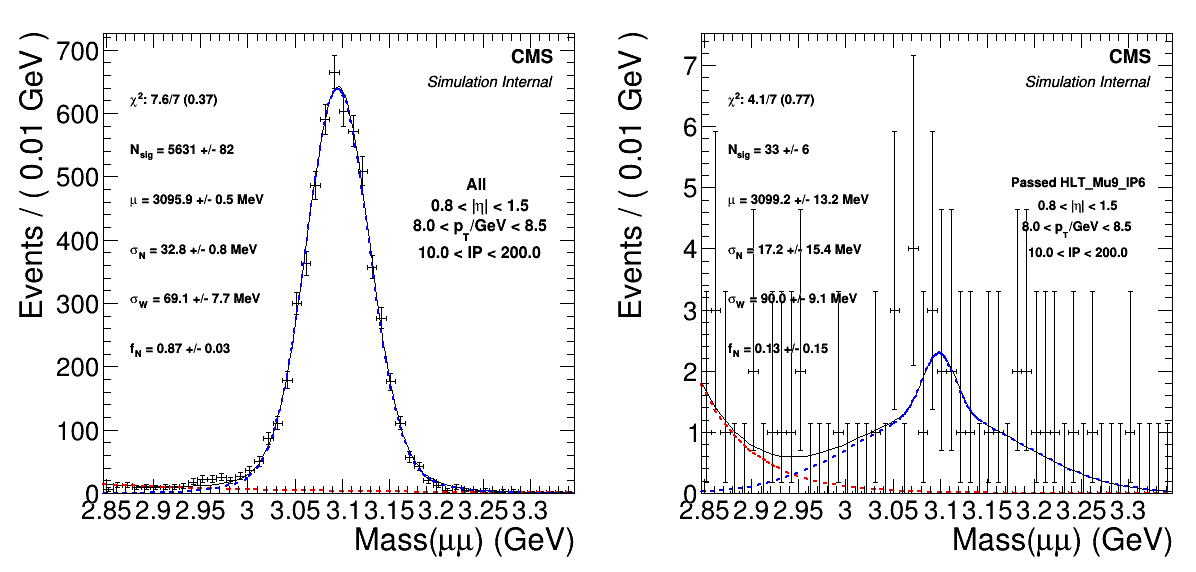 CMS
Simulation Internal
χ²: 7.6/7 (0.37)
N_sig = 5631 +/- 82
μ = 3095.9 +/- 0.5 MeV
σ_N = 32.8 +/- 0.8 MeV
σ_W = 69.1 +/- 7.7 MeV
f_N = 0.87 +/- 0.03
All
0.8 < |η| < 1.5
8.0 < p_T/GeV < 8.5
10.0 < IP < 200.0
Events / ( 0.01 GeV )
700
600
500
400
300
200
100
0
2.85 2.9 2.95 3 3.05 3.1 3.15 3.2 3.25 3.3
Mass(μμ) (GeV)
CMS
Simulation Internal
χ²: 4.1/7 (0.77)
N_sig = 33 +/- 6
μ = 3099.2 +/- 13.2 MeV
σ_N = 17.2 +/- 15.4 MeV
σ_W = 90.0 +/- 9.1 MeV
f_N = 0.13 +/- 0.15
Passed HLT_Mu9_IP6
0.8 < |η| < 1.5
8.0 < p_T/GeV < 8.5
10.0 < IP < 200.0
Events / ( 0.01 GeV )
7
6
5
4
3
2
1
0
2.85 2.9 2.95 3 3.05 3.1 3.15 3.2 3.25 3.3
Mass(μμ) (GeV)